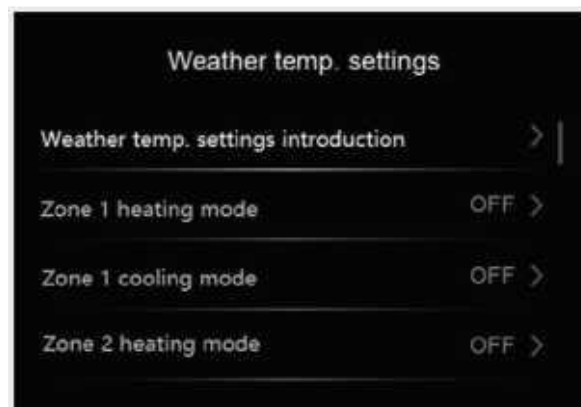 Weather temp. settings
Weather temp. settings introduction
Zone 1 heating mode OFF
Zone 1 cooling mode OFF
Zone 2 heating mode OFF